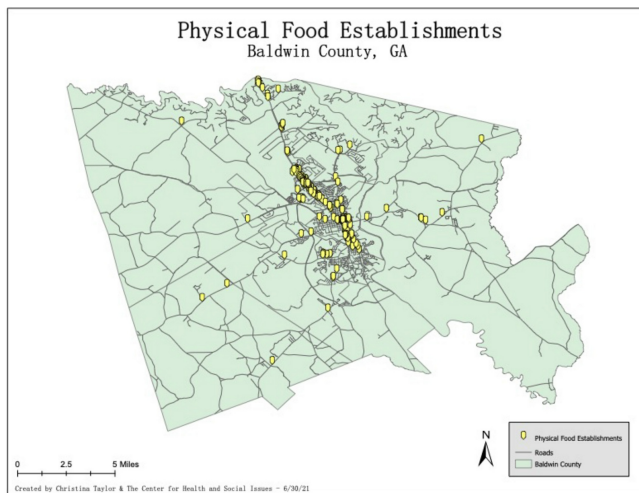 Physical Food Establishments
Baldwin County, GA
N
Physical Food Establishments
Roads
Baldwin County
0 2.5 5 Miles
Created by Christina Taylor & The Center for Health and Social Issues - 6/30/21